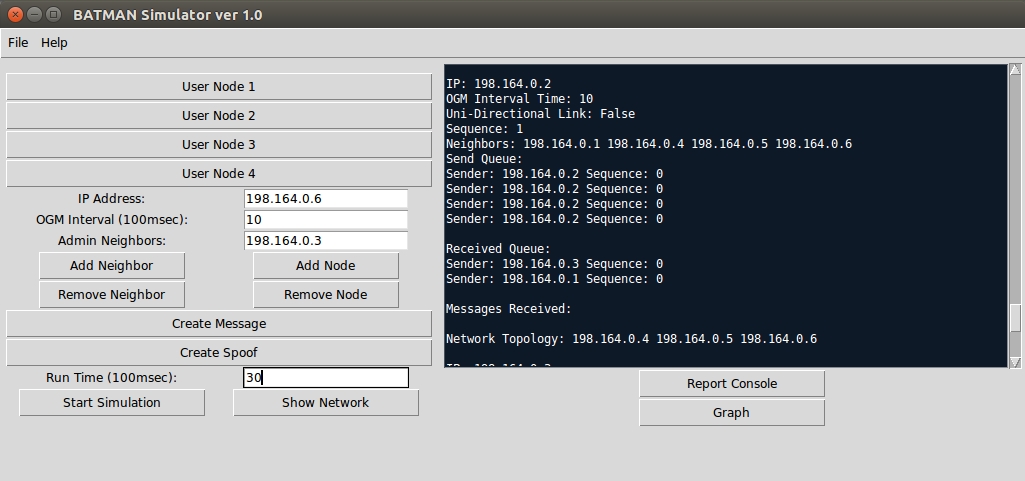 BATMAN Simulator ver 1.0
File Help
User Node 1
User Node 2
User Node 3
User Node 4
IP Address: 198.164.0.6
OGM Interval (100msec): 10
Admin Neighbors: 198.164.0.3
Add Neighbor Add Node
Remove Neighbor Remove Node
Create Message
Create Spoof
Run Time (100msec): 30
Start Simulation Show Network
IP: 198.164.0.2
OGM Interval Time: 10
Uni-Directional Link: False
Sequence: 1
Neighbors: 198.164.0.1 198.164.0.4 198.164.0.5 198.164.0.6
Send Queue:
Sender: 198.164.0.2 Sequence: 0
Sender: 198.164.0.2 Sequence: 0
Sender: 198.164.0.2 Sequence: 0
Sender: 198.164.0.2 Sequence: 0
Received Queue:
Sender: 198.164.0.3 Sequence: 0
Sender: 198.164.0.1 Sequence: 0
Messages Received:
Network Topology: 198.164.0.4 198.164.0.5 198.164.0.6
Report Console
Graph